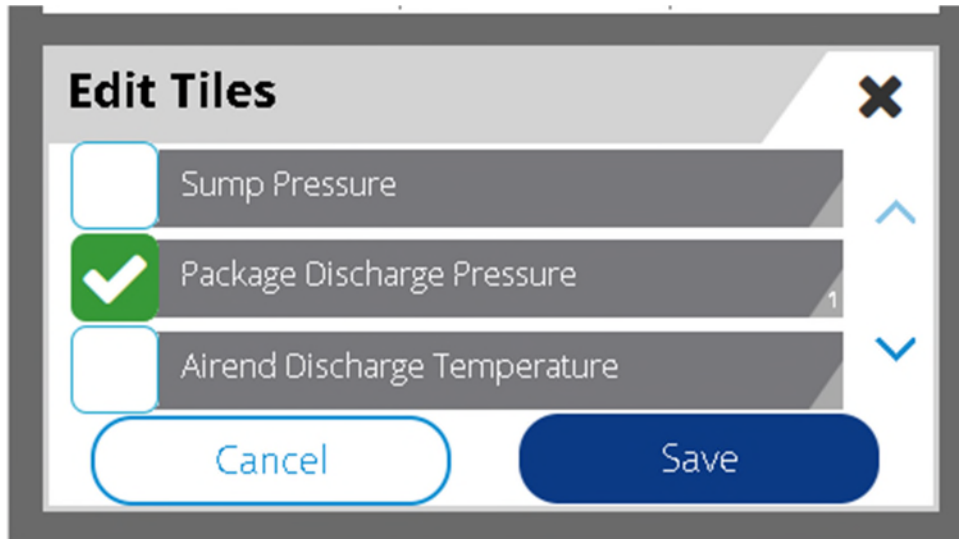 Edit Tiles
Sump Pressure
Package Discharge Pressure
1
Airend Discharge Temperature
Cancel
Save